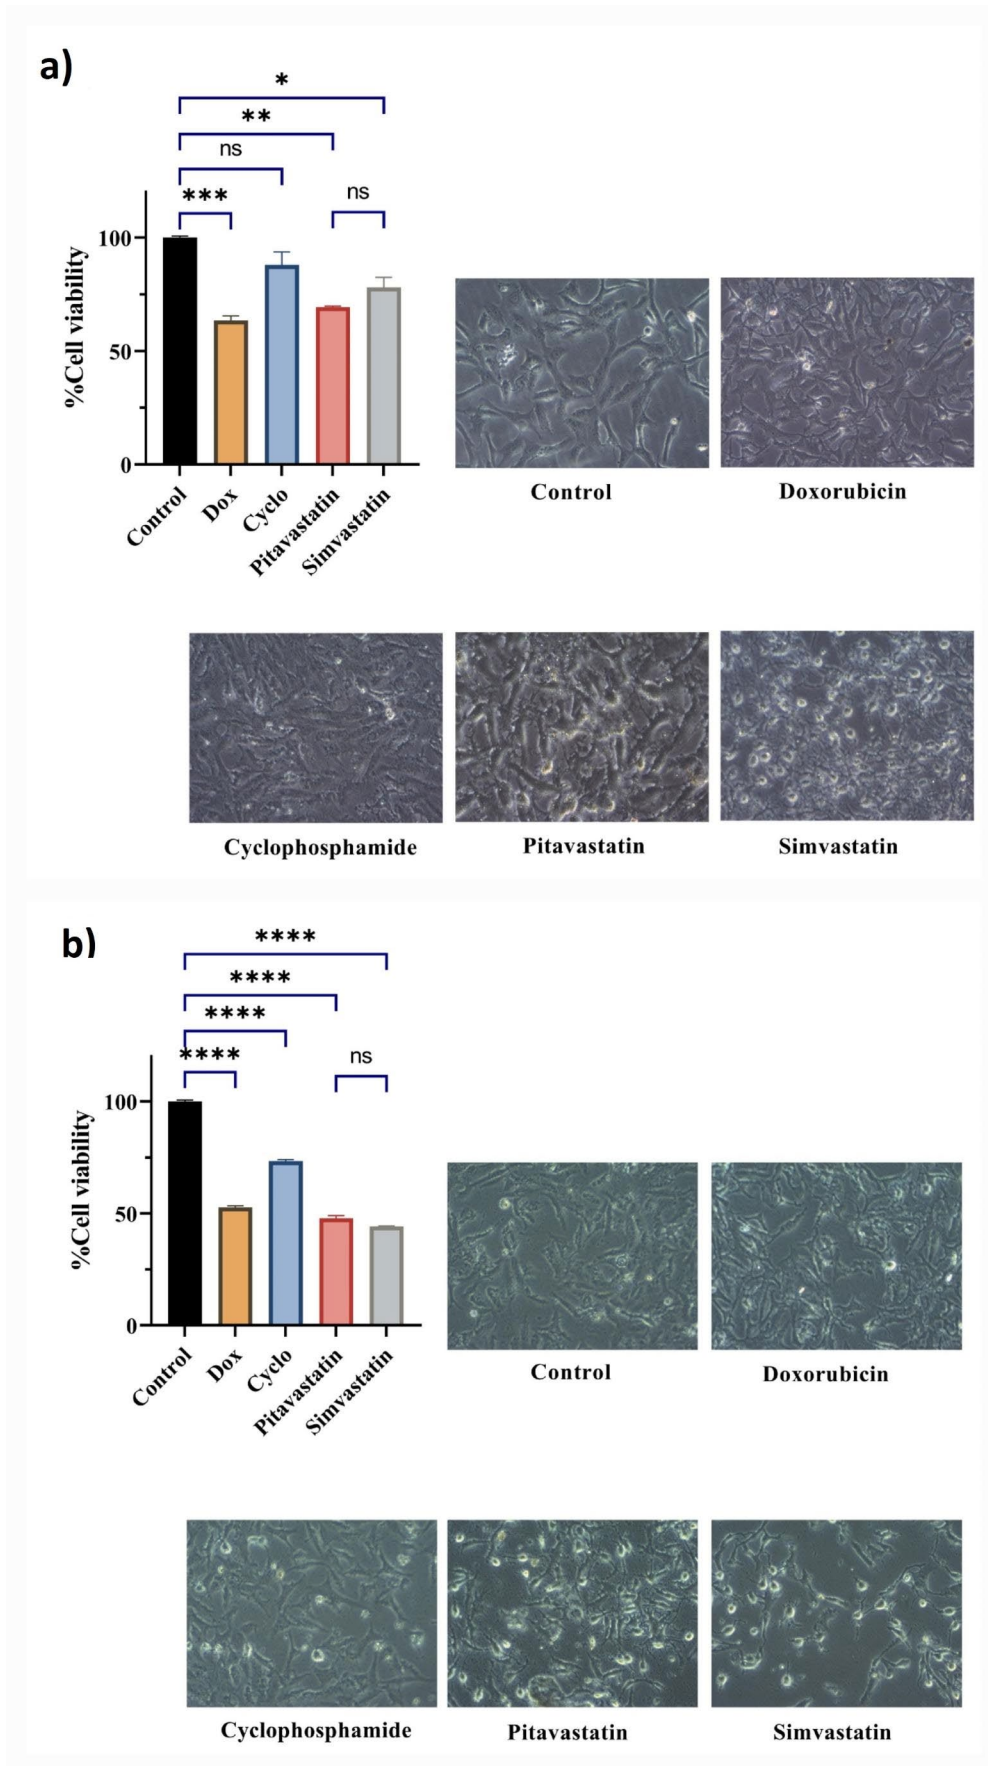 a)
*
**
ns
***
ns
100
50
0
%Cell viability
Control
Dox
Cyclo
Pitavastatin
Simvastatin
Control
Doxorubicin
Cyclophosphamide
Pitavastatin
Simvastatin
b)
****
****
****
****
ns
100
50
0
%Cell viability
Control
Dox
Cyclo
Pitavastatin
Simvastatin
Control
Doxorubicin
Cyclophosphamide
Pitavastatin
Simvastatin